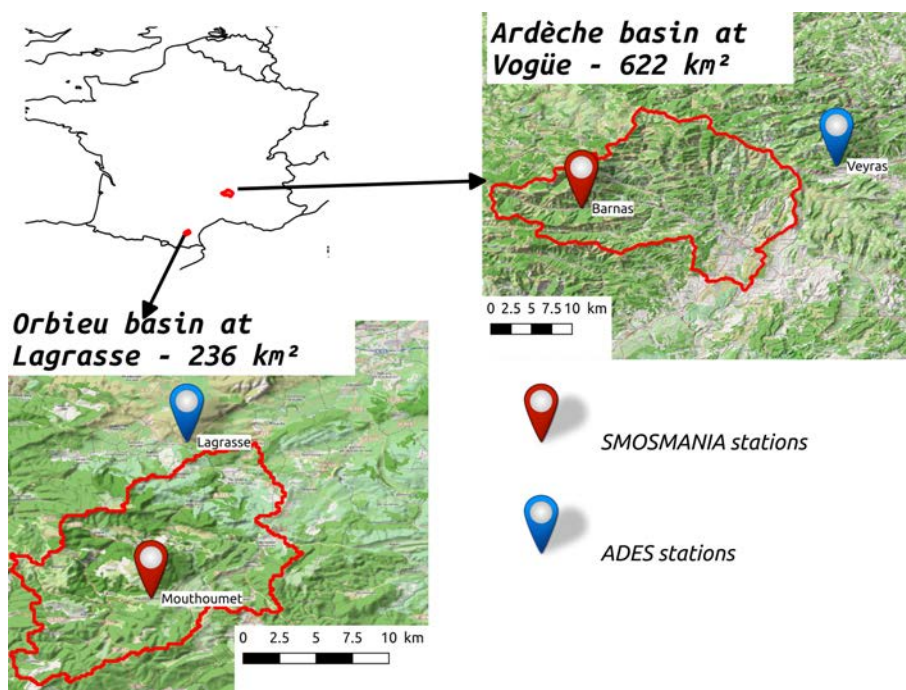 Ardèche basin at
Vogüe - 622 km²
Veyras
Barnas
0 2.5 5 7.5 10 km
Orbieu basin at
Lagrasse - 236 km²
Lagrasse
Mouthoumet
0 2.5 5 7.5 10 km
SMOSMANIA stations
ADES stations